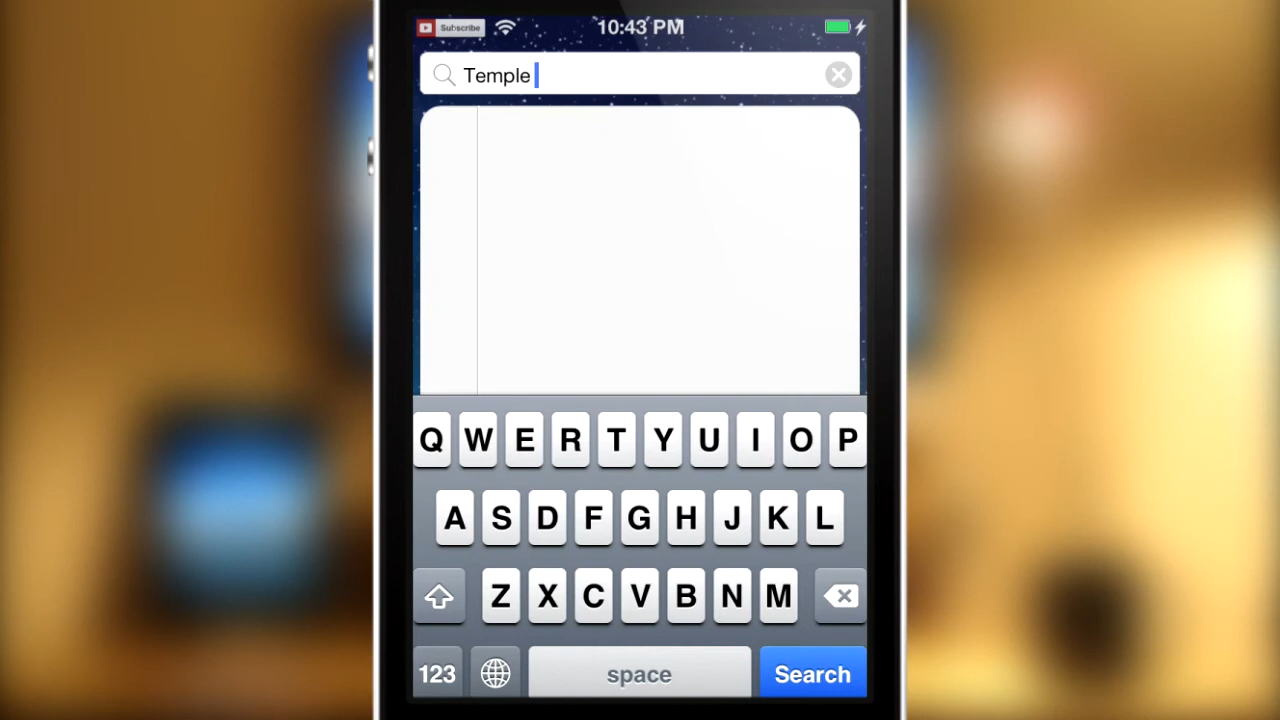 Subscribe 10:43 PM
Temple
Q W E R T Y U I O P
A S D F G H J K L
Z X C V B N M
123 space Search